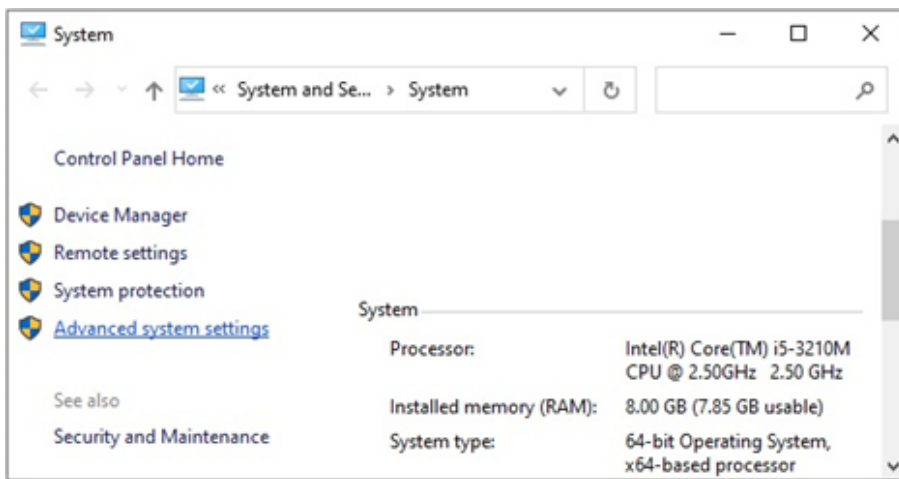 System
« System and Se... › System
Control Panel Home
Device Manager
Remote settings
System protection
Advanced system settings
See also
Security and Maintenance
System
Processor: Intel(R) Core(TM) i5-3210M
CPU @ 2.50GHz 2.50 GHz
Installed memory (RAM): 8.00 GB (7.85 GB usable)
System type: 64-bit Operating System,
x64-based processor